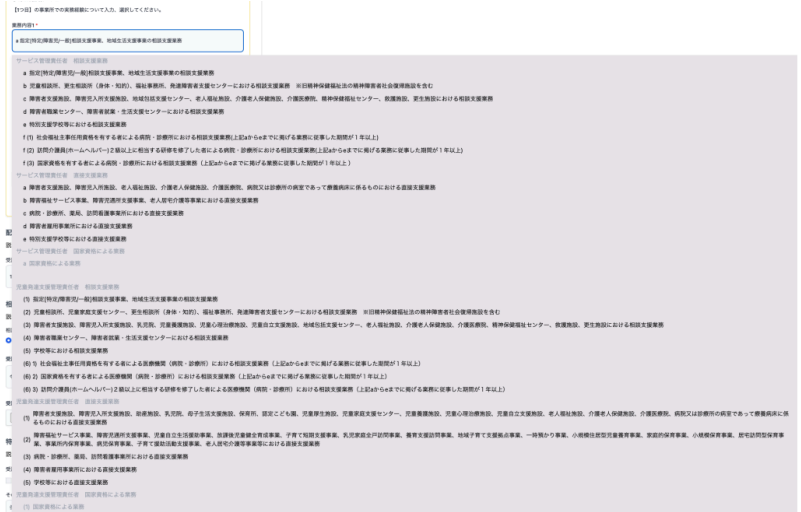 【1つ目】の事業所での実務経験について入力、選択してください。
業務内容1*
a 指定[特定/障害児/一般]相談支援事業、地域生活支援事業の相談支援業務
サービス管理責任者　相談支援業務
a 指定[特定/障害児/一般]相談支援事業、地域生活支援事業の相談支援業務
b 児童相談所、更生相談所（身体・知的）、福祉事務所、発達障害者支援センターにおける相談支援業務　※旧精神保健福祉法の精神障害者社会復帰施設を含む
c 障害者支援施設、障害児入所支援施設、地域包括支援センター、老人福祉施設、介護老人保健施設、介護医療院、精神保健福祉センター、救護施設、更生施設における相談支援業務
d 障害者職業センター、障害者就業・生活支援センターにおける相談支援業務
e 特別支援学校等における相談支援業務
f (1) 社会福祉主事任用資格を有する者による病院・診療所における相談支援業務(上記aからeまでに掲げる業務に従事した期間が1年以上)
f (2) 訪問介護員(ホームヘルパー)2級以上に相当する研修を修了した者による病院・診療所における相談支援業務(上記aからeまでに掲げる業務に従事した期間が1年以上)
f (3) 国家資格を有する者による病院・診療所における相談支援業務（上記aからeまでに掲げる業務に従事した期間が1年以上）
サービス管理責任者　直接支援業務
a 障害者支援施設、障害児入所施設、老人福祉施設、介護老人保健施設、介護医療院、病院又は診療所の病室であって療養病床に係るものにおける直接支援業務
b 障害福祉サービス事業、障害児通所支援事業、老人居宅介護等事業における直接支援業務
c 病院・診療所、薬局、訪問看護事業所における直接支援業務
d 障害者雇用事業所における直接支援業務
e 特別支援学校等における直接支援業務
サービス管理責任者　国家資格による業務
a 国家資格による業務
児童発達支援管理責任者　相談支援業務
(1) 指定[特定/障害児/一般]相談支援事業、地域生活支援事業の相談支援業務
(2) 児童相談所、児童家庭支援センター、更生相談所（身体・知的）、福祉事務所、発達障害者支援センターにおける相談支援業務　※旧精神保健福祉法の精神障害者社会復帰施設を含む
(3) 障害者支援施設、障害児入所支援施設、乳児院、児童養護施設、児童心理治療施設、児童自立支援施設、地域包括支援センター、老人福祉施設、介護老人保健施設、介護医療院、精神保健福祉センター、救護施設、更生施設における相談支援業務
(4) 障害者職業センター、障害者就業・生活支援センターにおける相談支援業務
(5) 学校等における相談支援業務
(6) 1) 社会福祉主事任用資格を有する者による医療機関（病院・診療所）における相談支援業務（上記aからeまでに掲げる業務に従事した期間が1年以上）
(6) 2) 国家資格を有する者による医療機関（病院・診療所）における相談支援業務（上記aからeまでに掲げる業務に従事した期間が1年以上）
(6) 3) 訪問介護員(ホームヘルパー)2級以上に相当する研修を修了した者による医療機関（病院・診療所）における相談支援業務（上記aからeまでに掲げる業務に従事した期間が1年以上）
児童発達支援管理責任者　直接支援業務
(1) 障害者支援施設、障害児入所支援施設、助産施設、乳児院、母子生活支援施設、保育所、認定こども園、児童厚生施設、児童家庭支援センター、児童養護施設、児童心理治療施設、児童自立支援施設、老人福祉施設、介護老人保健施設、介護医療院、病院又は診療所の病室であって療養病床に係
るものにおける直接支援業務
(2) 障害福祉サービス事業、障害児通所支援事業、児童自立生活援助事業、放課後児童健全育成事業、子育て短期支援事業、乳児家庭全戸訪問事業、養育支援訪問事業、地域子育て支援拠点事業、一時預かり事業、小規模住居型児童養育事業、家庭的保育事業、小規模保育事業、居宅訪問型保育事
業、事業所内保育事業、病児保育事業、子育て援助活動支援事業、老人居宅介護等事業等における直接支援業務
(3) 病院・診療所、薬局、訪問看護事業所における直接支援業務
(4) 障害者雇用事業所における直接支援業務
(5) 学校等における直接支援業務
児童発達支援管理責任者　国家資格による業務
(1) 国家資格による業務